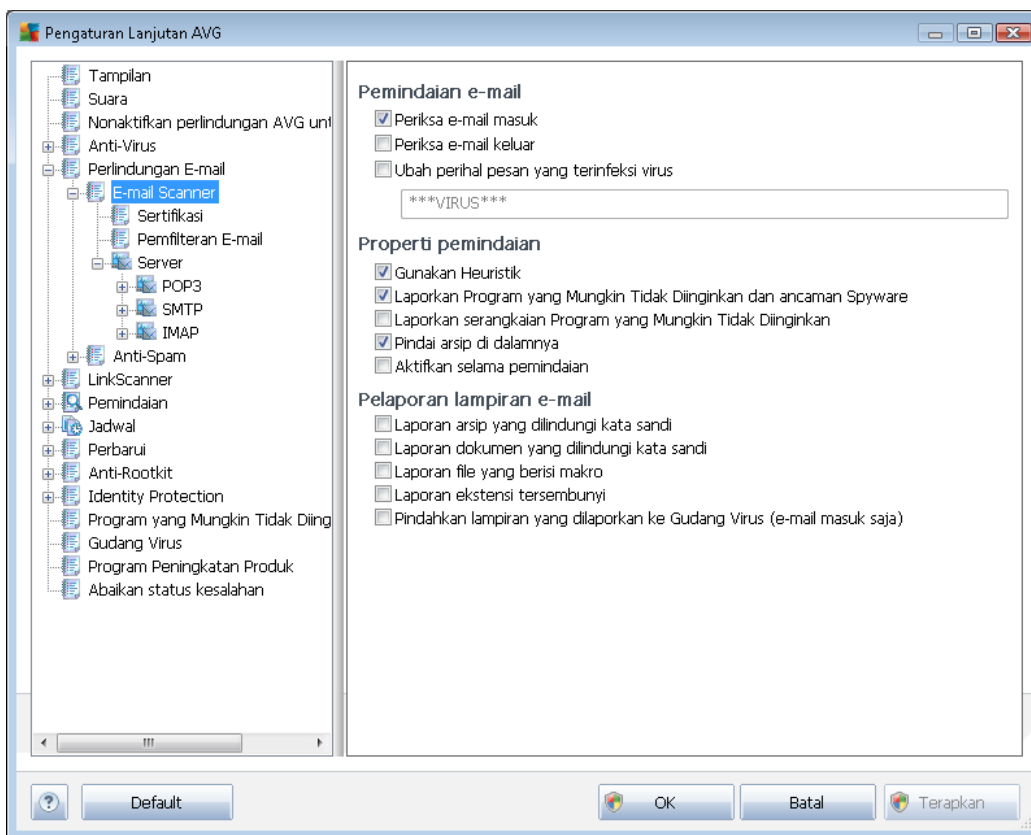 Pengaturan Lanjutan AVG
Tampilan
Suara
Nonaktifkan perlindungan AVG unt
Anti-Virus
Perlindungan E-mail
E-mail Scanner
Sertifikasi
Pemfilteran E-mail
Server
POP3
SMTP
IMAP
Anti-Spam
LinkScanner
Pemindaian
Jadwal
Perbarui
Anti-Rootkit
Identity Protection
Program yang Mungkin Tidak Diing
Gudang Virus
Program Peningkatan Produk
Abaikan status kesalahan
Pemindaian e-mail
Periksa e-mail masuk
Periksa e-mail keluar
Ubah perihal pesan yang terinfeksi virus
***VIRUS***
Properti pemindaian
Gunakan Heuristik
Laporkan Program yang Mungkin Tidak Diinginkan dan ancaman Spyware
Laporkan serangkaian Program yang Mungkin Tidak Diinginkan
Pindai arsip di dalamnya
Aktifkan selama pemindaian
Pelaporan lampiran e-mail
Laporan arsip yang dilindungi kata sandi
Laporan dokumen yang dilindungi kata sandi
Laporan file yang berisi makro
Laporan ekstensi tersembunyi
Pindahkan lampiran yang dilaporkan ke Gudang Virus (e-mail masuk saja)
? Default OK Batal Terapkan